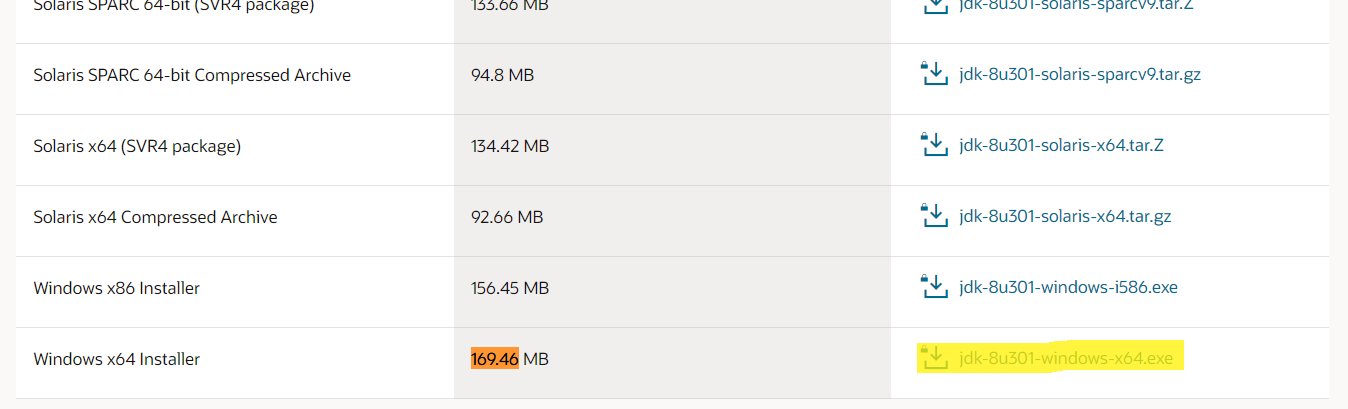 Solaris SPARC 64-bit (SVR4 package) 133.66 MB jdk-8u301-solaris-sparcv9.tar.Z
Solaris SPARC 64-bit Compressed Archive 94.8 MB jdk-8u301-solaris-sparcv9.tar.gz
Solaris x64 (SVR4 package) 134.42 MB jdk-8u301-solaris-x64.tar.Z
Solaris x64 Compressed Archive 92.66 MB jdk-8u301-solaris-x64.tar.gz
Windows x86 Installer 156.45 MB jdk-8u301-windows-i586.exe
Windows x64 Installer 169.46 MB jdk-8u301-windows-x64.exe